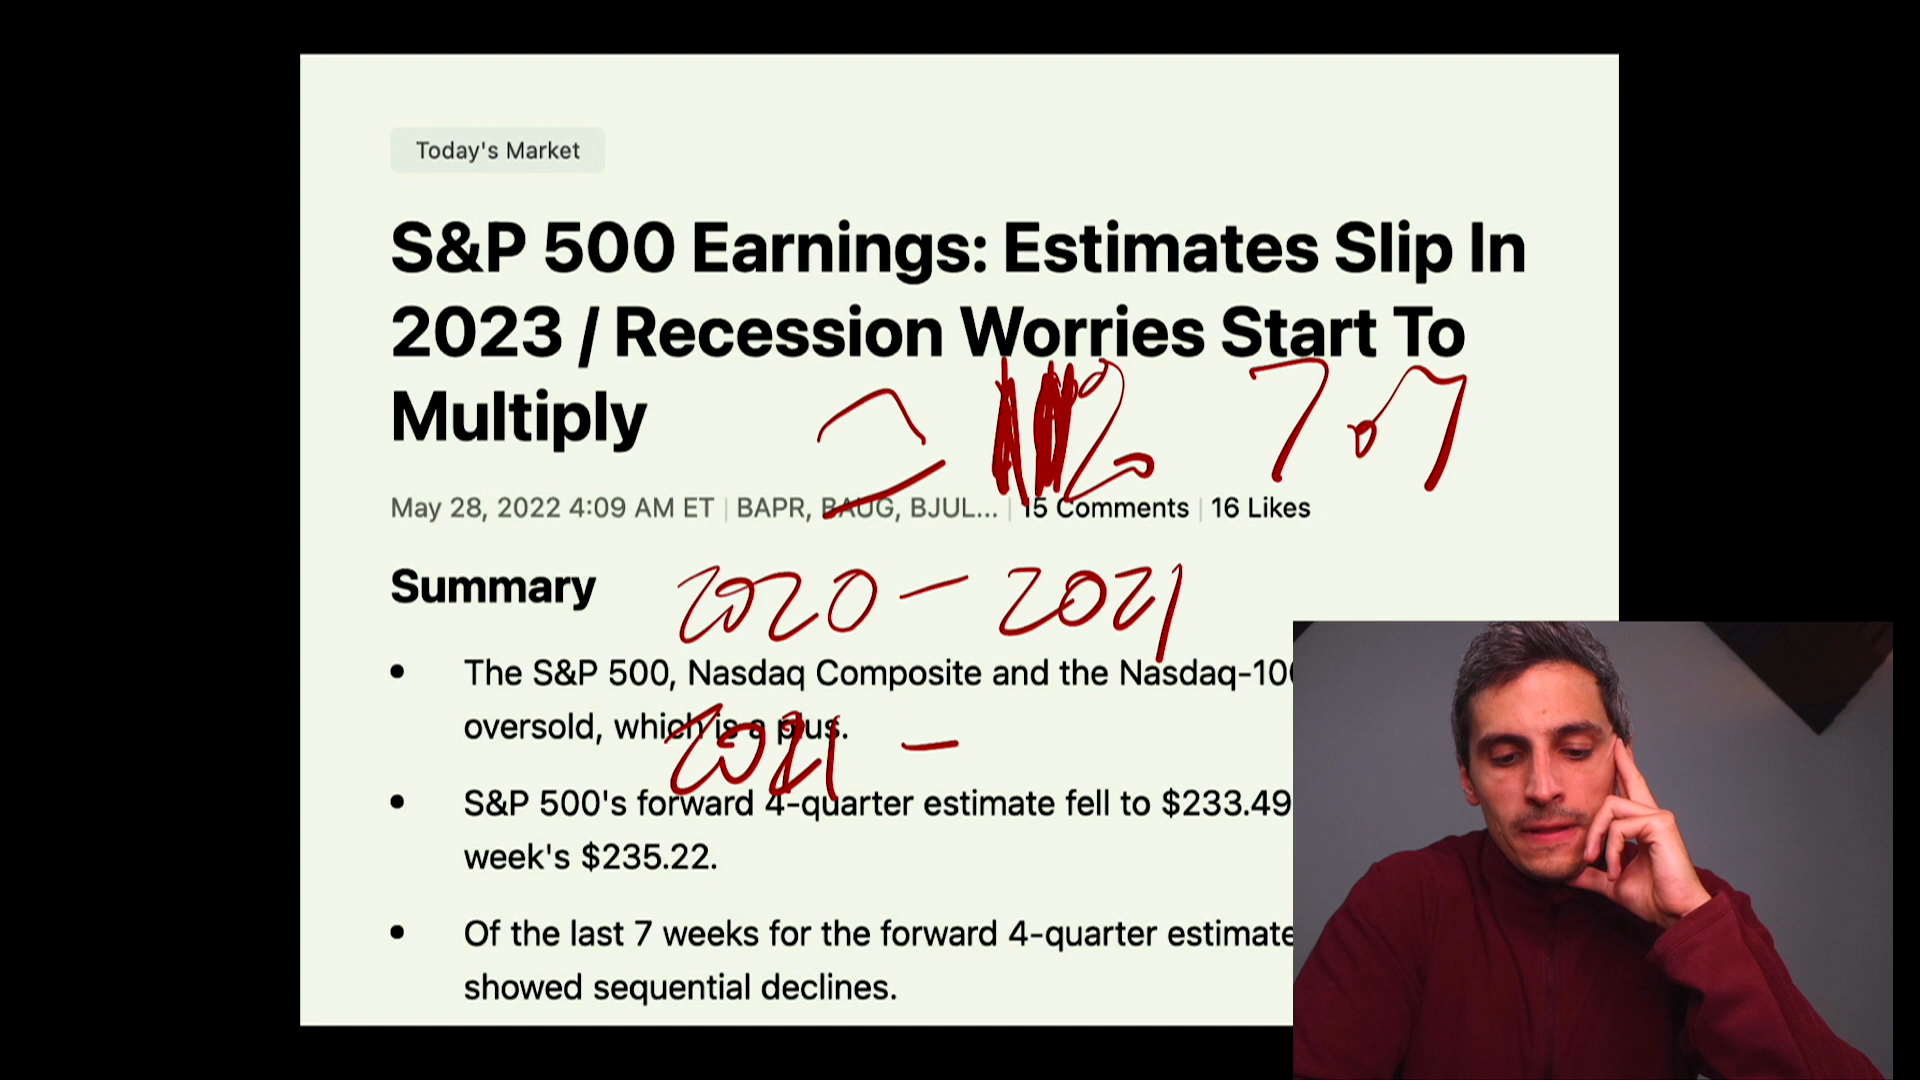 Today's Market
S&P 500 Earnings: Estimates Slip In
2023 / Recession Worries Start To
Multiply
May 28, 2022 4:09 AM ET | BAPR, BAUG, BJUL... | 15 Comments | 16 Likes
Summary
2020 - 2021
The S&P 500, Nasdaq Composite and the Nasdaq-10
oversold, which is a plus.
2021 -
S&P 500's forward 4-quarter estimate fell to $233.49
week's $235.22.
Of the last 7 weeks for the forward 4-quarter estimate
showed sequential declines.